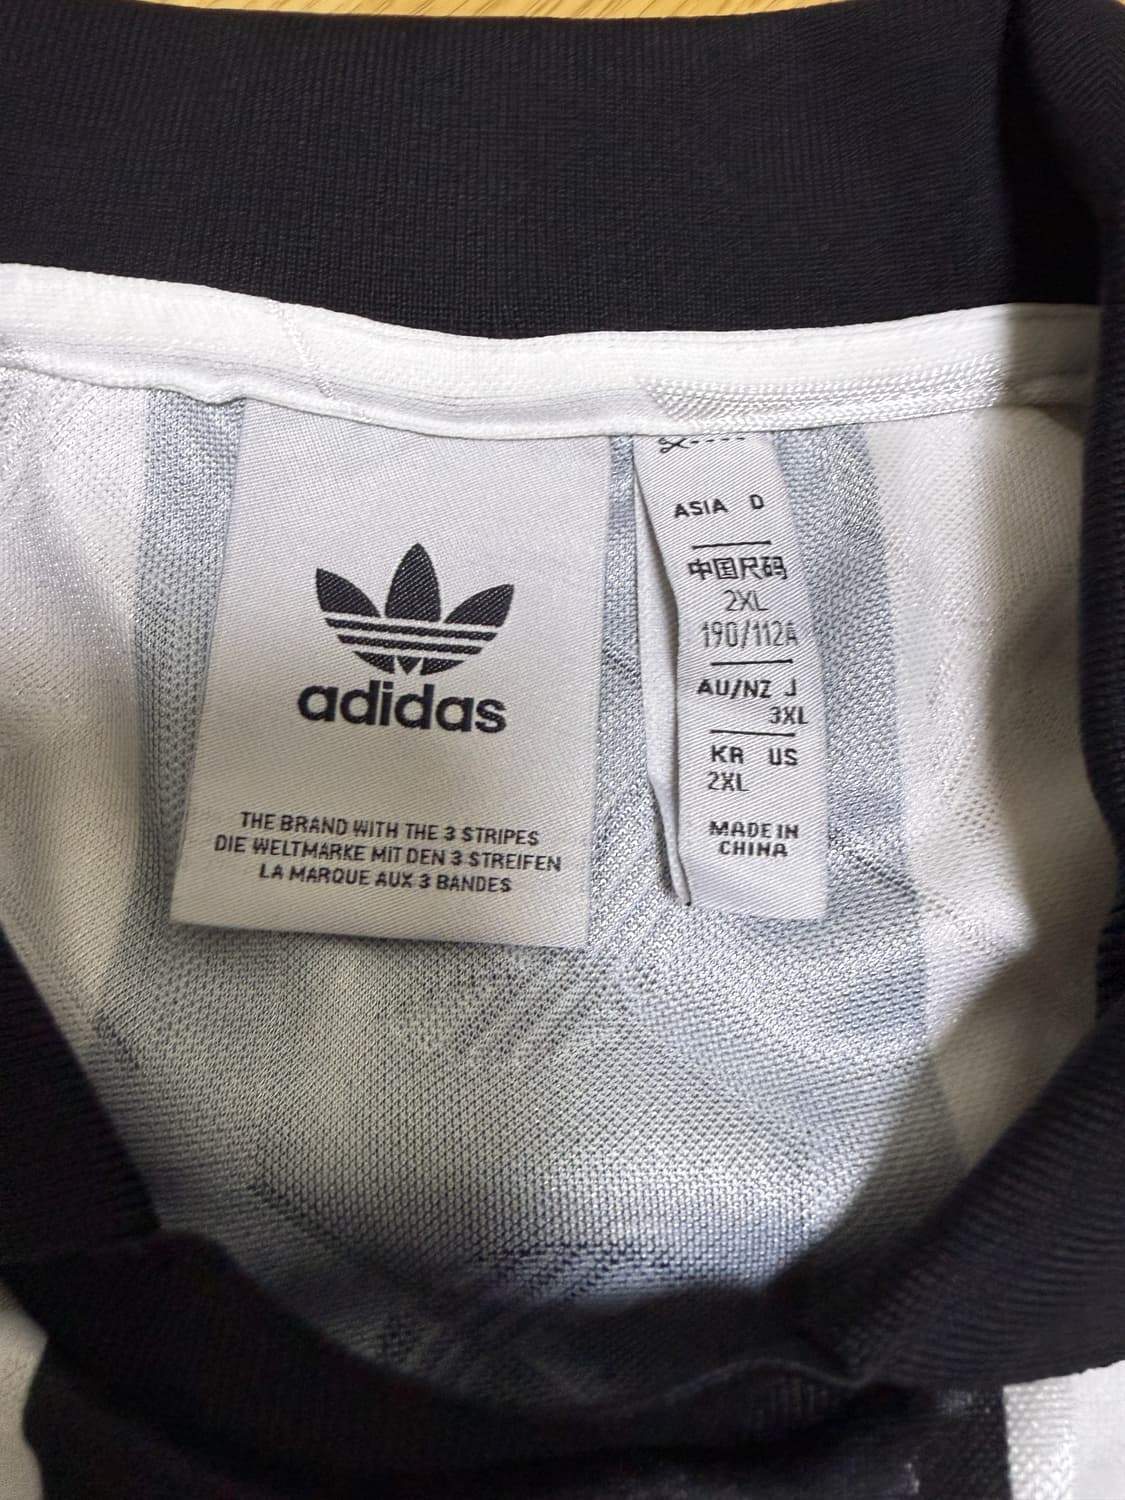 adidas
THE BRAND WITH THE 3 STRIPES
DIE WELTMARKE MIT DEN 3 STREIFEN
LA MARQUE AUX 3 BANDES
ASIA D
中国尺码
2XL
190/112A
AU/NZ J
3XL
KR US
2XL
MADE IN
CHINA